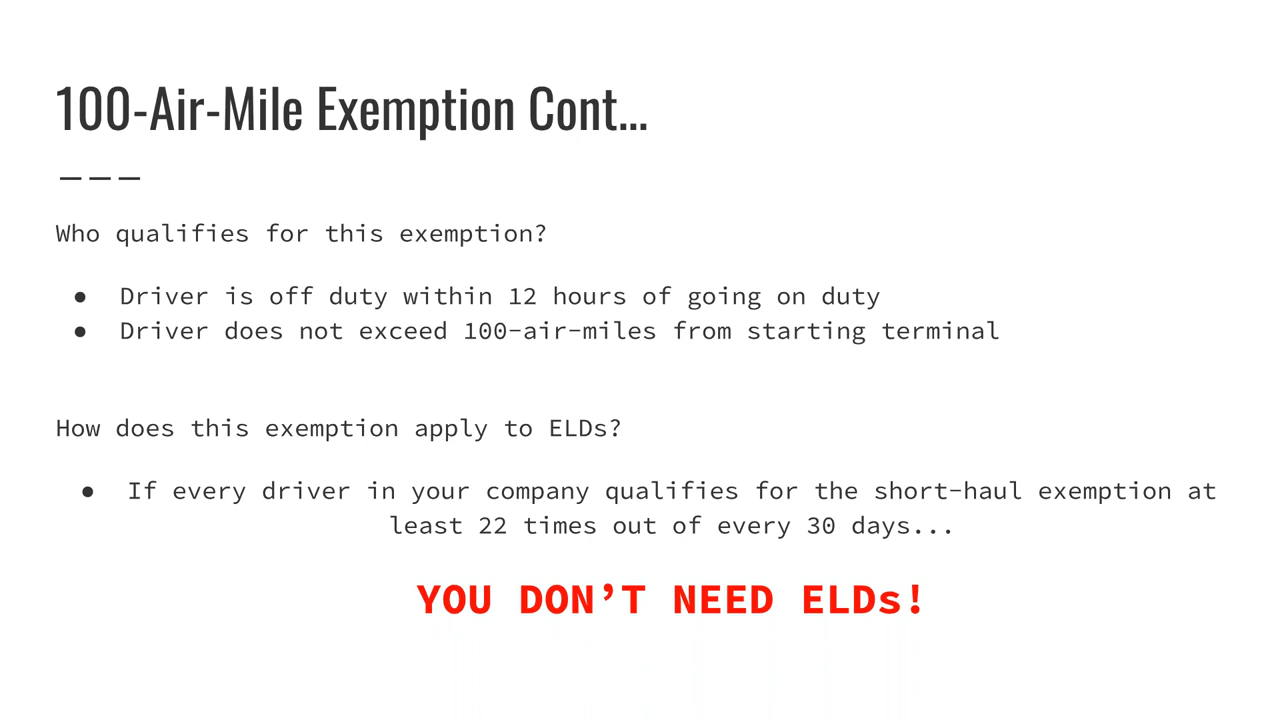 100-Air-Mile Exemption Cont...
Who qualifies for this exemption?
● Driver is off duty within 12 hours of going on duty
● Driver does not exceed 100-air-miles from starting terminal
How does this exemption apply to ELDs?
● If every driver in your company qualifies for the short-haul exemption at
least 22 times out of every 30 days...
YOU DON’T NEED ELDs!